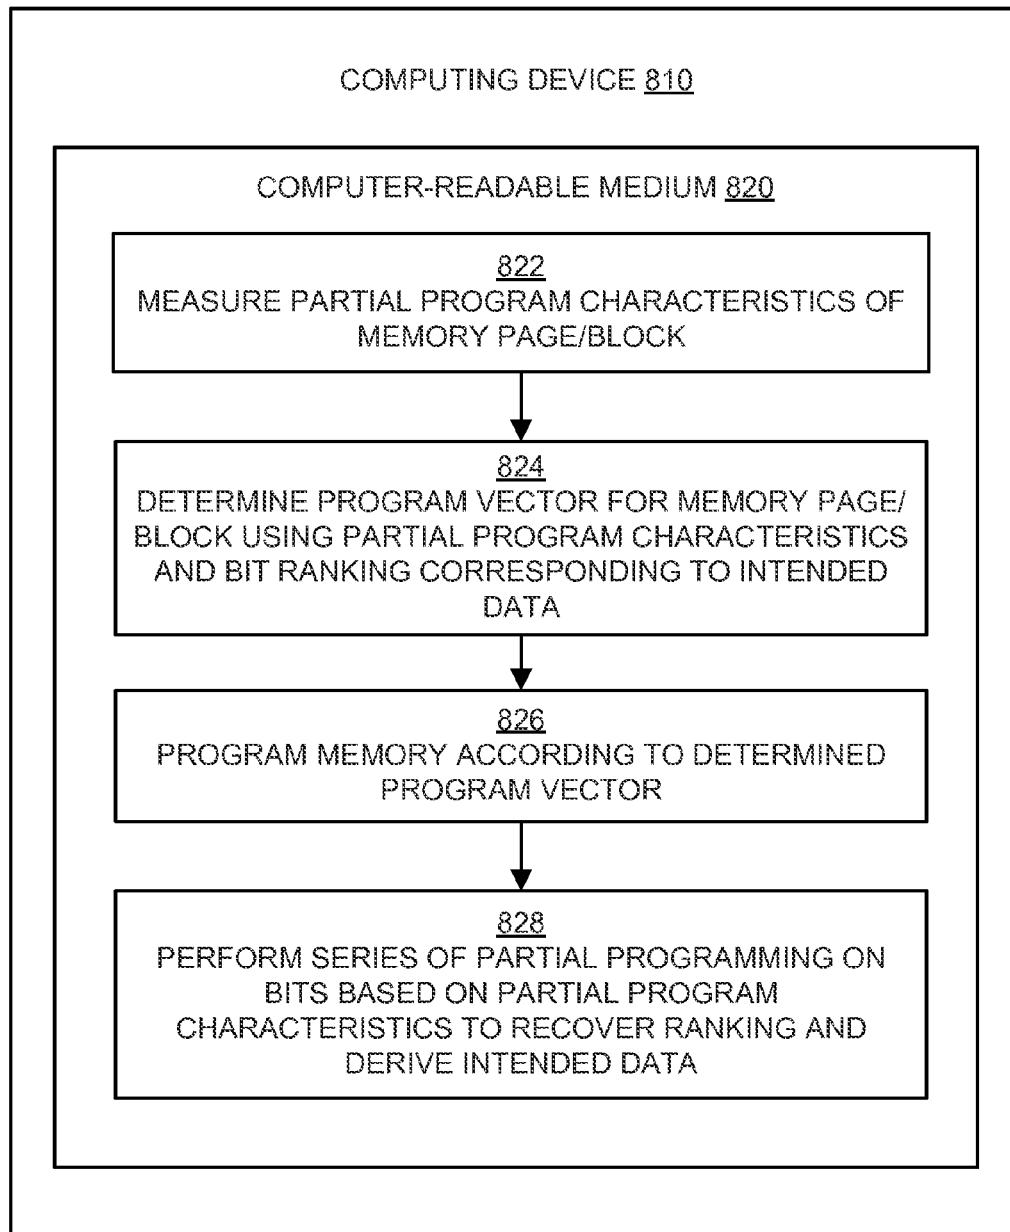 COMPUTING DEVICE 810
COMPUTER-READABLE MEDIUM 820
822
MEASURE PARTIAL PROGRAM CHARACTERISTICS OF
MEMORY PAGE/BLOCK
824
DETERMINE PROGRAM VECTOR FOR MEMORY PAGE/
BLOCK USING PARTIAL PROGRAM CHARACTERISTICS
AND BIT RANKING CORRESPONDING TO INTENDED
DATA
826
PROGRAM MEMORY ACCORDING TO DETERMINED
PROGRAM VECTOR
828
PERFORM SERIES OF PARTIAL PROGRAMMING ON
BITS BASED ON PARTIAL PROGRAM
CHARACTERISTICS TO RECOVER RANKING AND
DERIVE INTENDED DATA